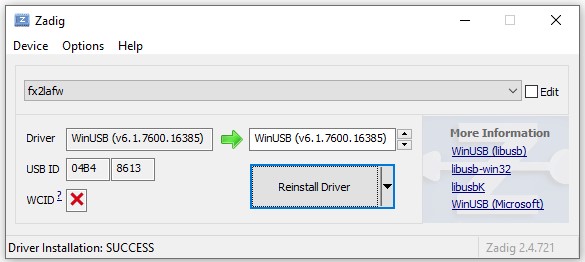 Zadig
Device Options Help
fx2lafw
Edit
Driver WinUSB (v6.1.7600.16385) WinUSB (v6.1.7600.16385)
USB ID 04B4 8613
WCID ?
Reinstall Driver
More Information
WinUSB (libusb)
libusb-win32
libusbK
WinUSB (Microsoft)
Driver Installation: SUCCESS
Zadig 2.4.721